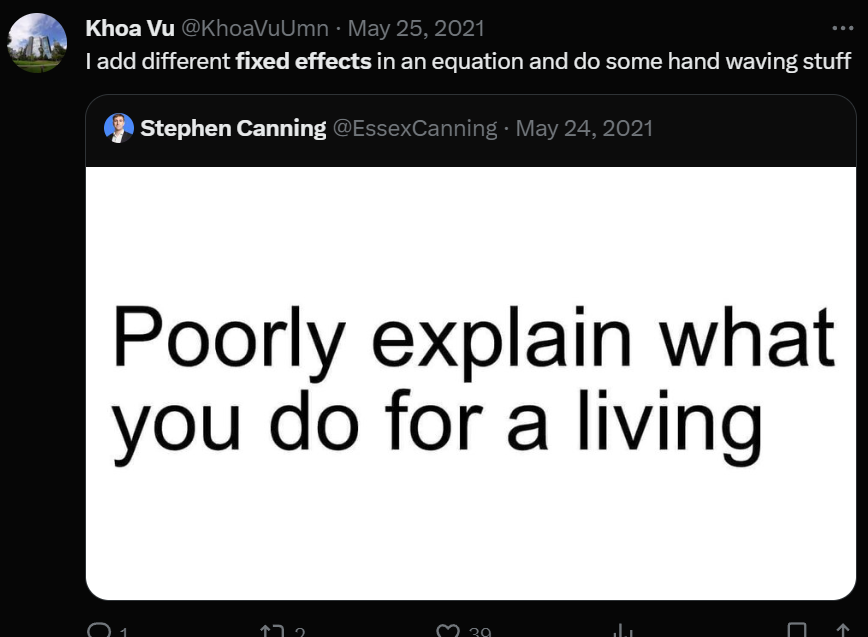 Khoa Vu @KhoaVuUmn · May 25, 2021
I add different fixed effects in an equation and do some hand waving stuff
Stephen Canning @EssexCanning · May 24, 2021
Poorly explain what
you do for a living
1 2 39